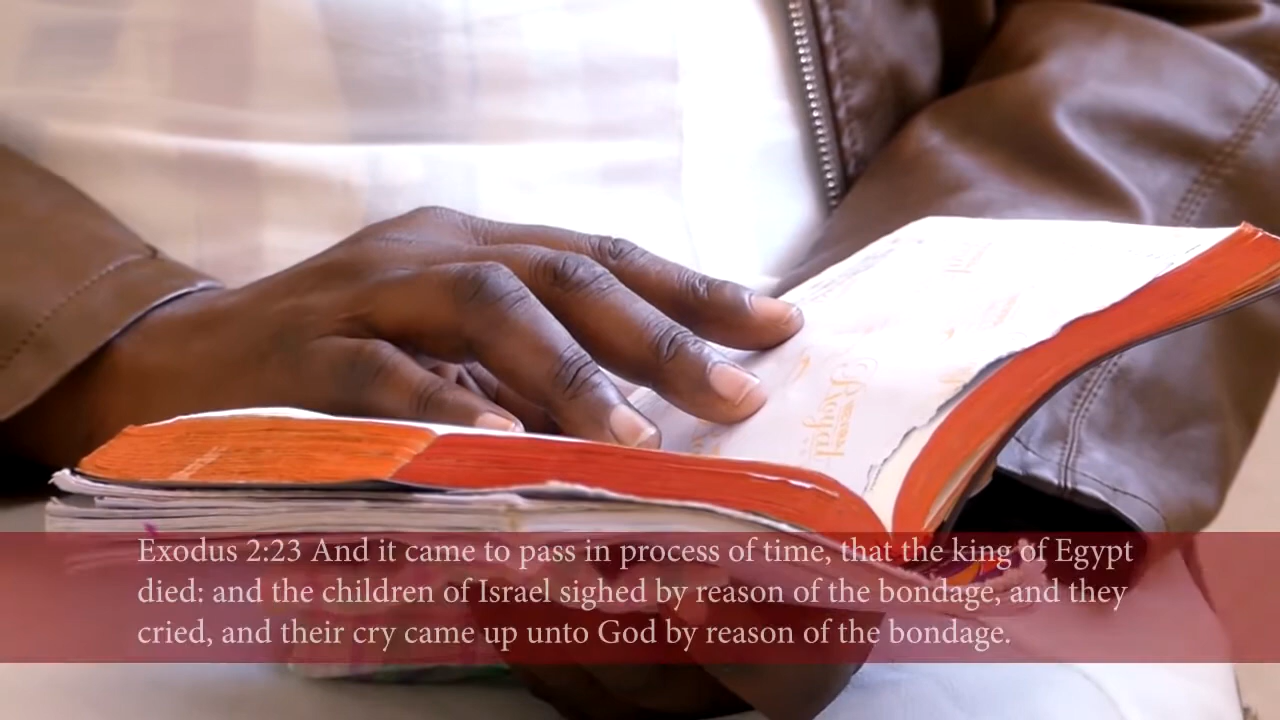 Exodus 2:23 And it came to pass in process of time, that the king of Egypt
died: and the children of Israel sighed by reason of the bondage, and they
cried, and their cry came up unto God by reason of the bondage.